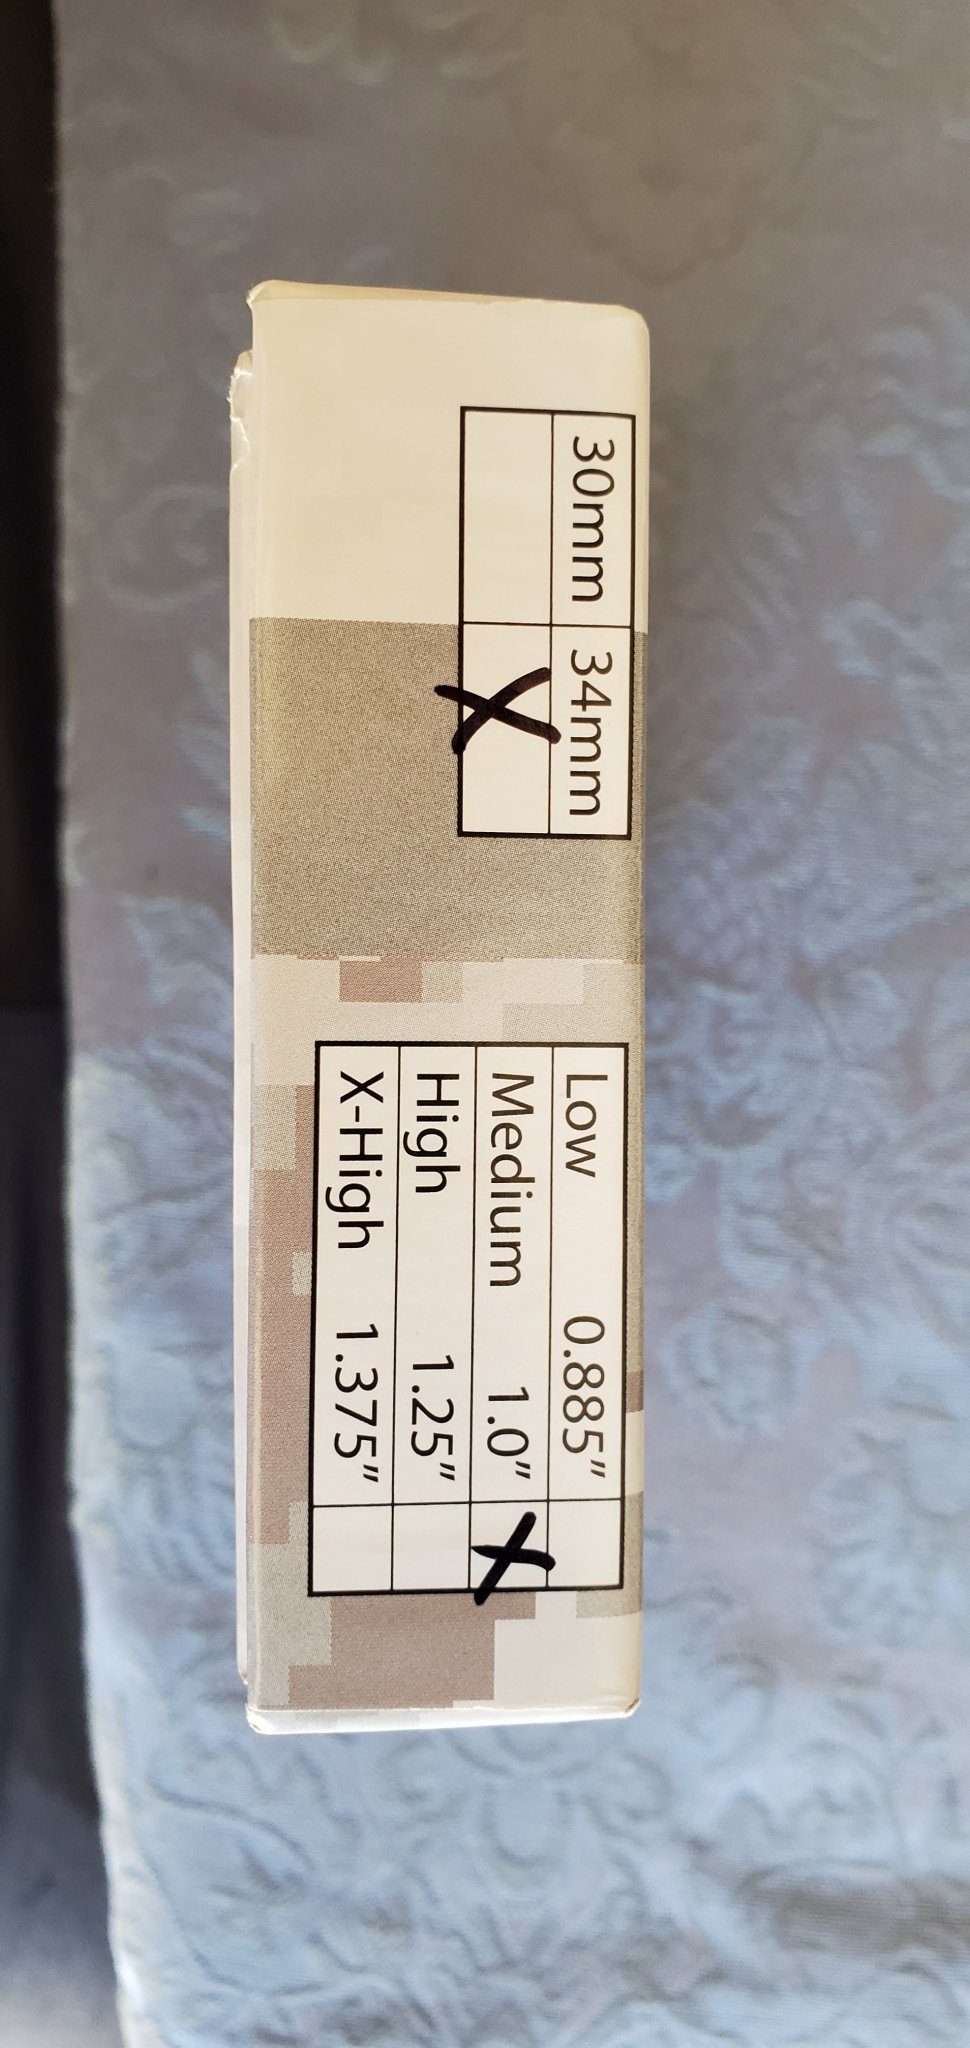 30mm 34mm
X
Low 0.885"
Medium 1.0" X
High 1.25"
X-High 1.375"